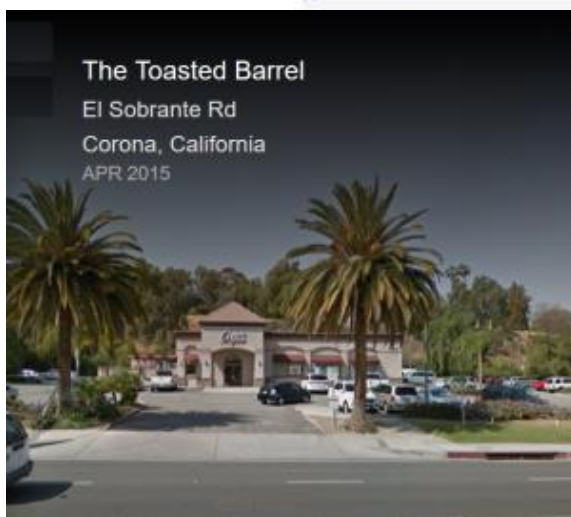 The Toasted Barrel
El Sobrante Rd
Corona, California
APR 2015